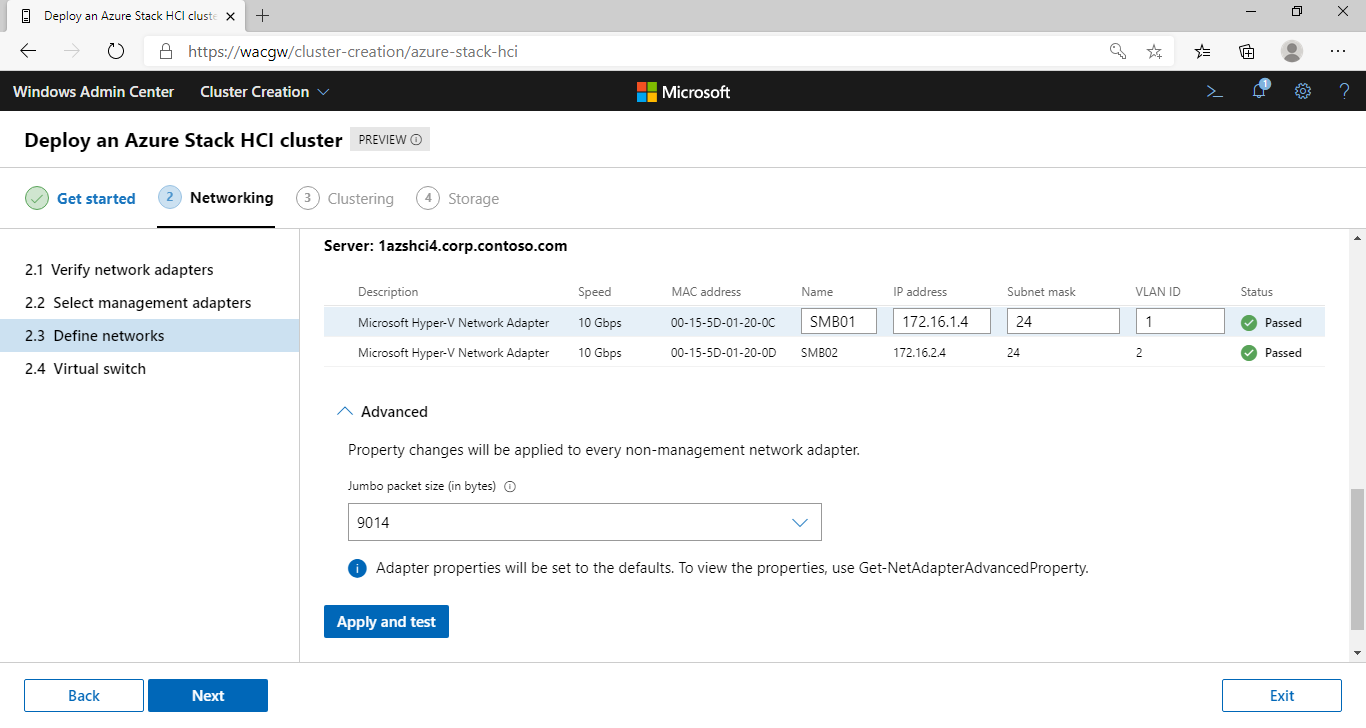 Deploy an Azure Stack HCI cluste
https://wacgw/cluster-creation/azure-stack-hci
Windows Admin Center Cluster Creation Microsoft 1 ?
Deploy an Azure Stack HCI cluster PREVIEW
Get started 2 Networking 3 Clustering 4 Storage
2.1 Verify network adapters
2.2 Select management adapters
2.3 Define networks
2.4 Virtual switch
Server: 1azshci4.corp.contoso.com
Description Speed MAC address Name IP address Subnet mask VLAN ID Status
Microsoft Hyper-V Network Adapter 10 Gbps 00-15-5D-01-20-0C SMB01 172.16.1.4 24 1 Passed
Microsoft Hyper-V Network Adapter 10 Gbps 00-15-5D-01-20-0D SMB02 172.16.2.4 24 2 Passed
Advanced
Property changes will be applied to every non-management network adapter.
Jumbo packet size (in bytes)
9014
Adapter properties will be set to the defaults. To view the properties, use Get-NetAdapterAdvancedProperty.
Apply and test
Back Next Exit